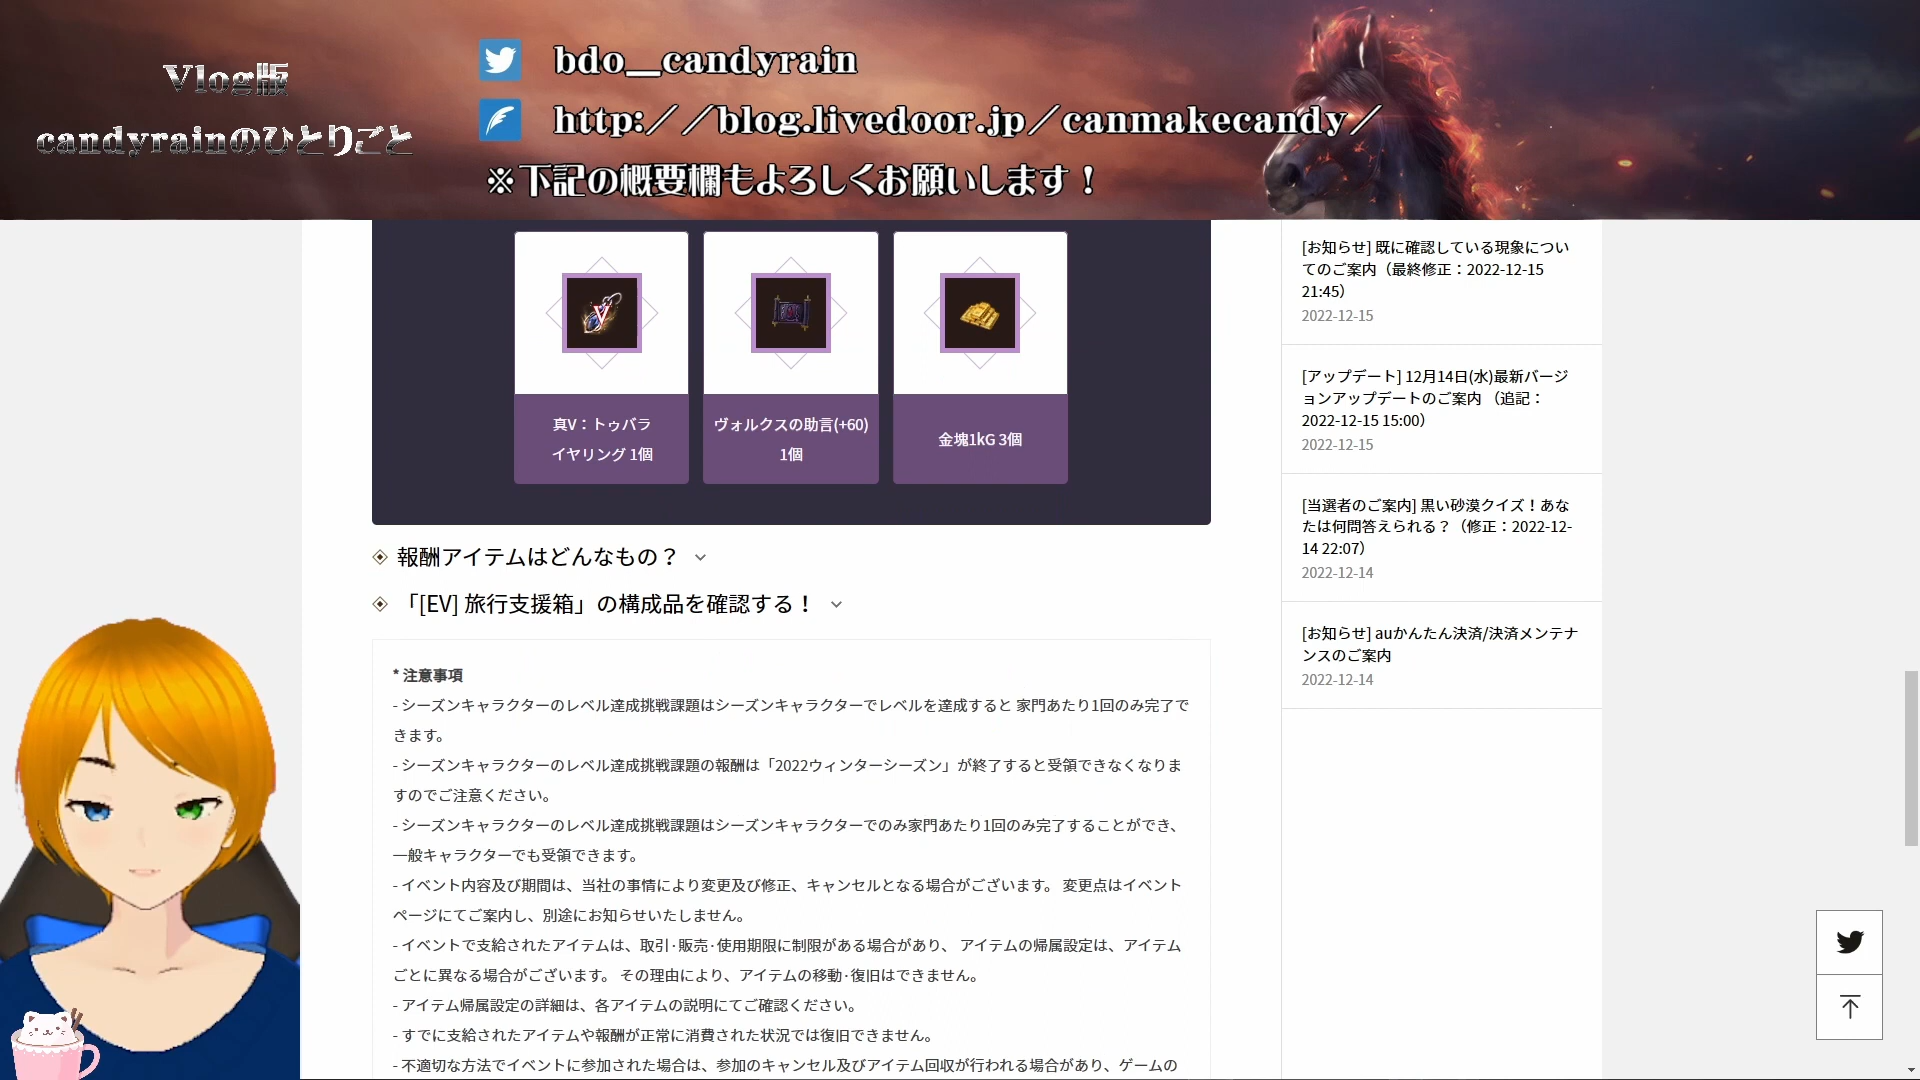 Vlog版
candyrainのひとりごと
bdo__candyrain
http://blog.livedoor.jp/canmakecandy/
※下記の概要欄もよろしくお願いします！
真V：トゥバラ
イヤリング 1個
ヴォルクスの助言(+60)
1個
金塊1kG 3個
報酬アイテムはどんなもの？
「[EV] 旅行支援箱」の構成品を確認する！
* 注意事項
- シーズンキャラクターのレベル達成挑戦課題はシーズンキャラクターでレベルを達成すると 家門あたり1回のみ完了で
きます。
- シーズンキャラクターのレベル達成挑戦課題の報酬は「2022ウィンターシーズン」が終了すると受領できなくなりま
すのでご注意ください。
- シーズンキャラクターのレベル達成挑戦課題はシーズンキャラクターでのみ家門あたり1回のみ完了することができ、
一般キャラクターでも受領できます。
- イベント内容及び期間は、当社の事情により変更及び修正、キャンセルとなる場合がございます。 変更点はイベント
ページにてご案内し、別途にお知らせいたしません。
- イベントで支給されたアイテムは、取引·販売·使用期限に制限がある場合があり、 アイテムの帰属設定は、アイテム
ごとに異なる場合がございます。 その理由により、アイテムの移動·復旧はできません。
- アイテム帰属設定の詳細は、各アイテムの説明にてご確認ください。
- すでに支給されたアイテムや報酬が正常に消費された状況では復旧できません。
- 不適切な方法でイベントに参加された場合は、参加のキャンセル及びアイテム回収が行われる場合があり、ゲームの
[お知らせ] 既に確認している現象につい
てのご案内（最終修正：2022-12-15
21:45）
2022-12-15
[アップデート] 12月14日(水)最新バージ
ョンアップデートのご案内 （追記：
2022-12-15 15:00）
2022-12-15
[当選者のご案内] 黒い砂漠クイズ！あな
たは何問答えられる？（修正：2022-12-
14 22:07）
2022-12-14
[お知らせ] auかんたん決済/決済メンテナ
ンスのご案内
2022-12-14